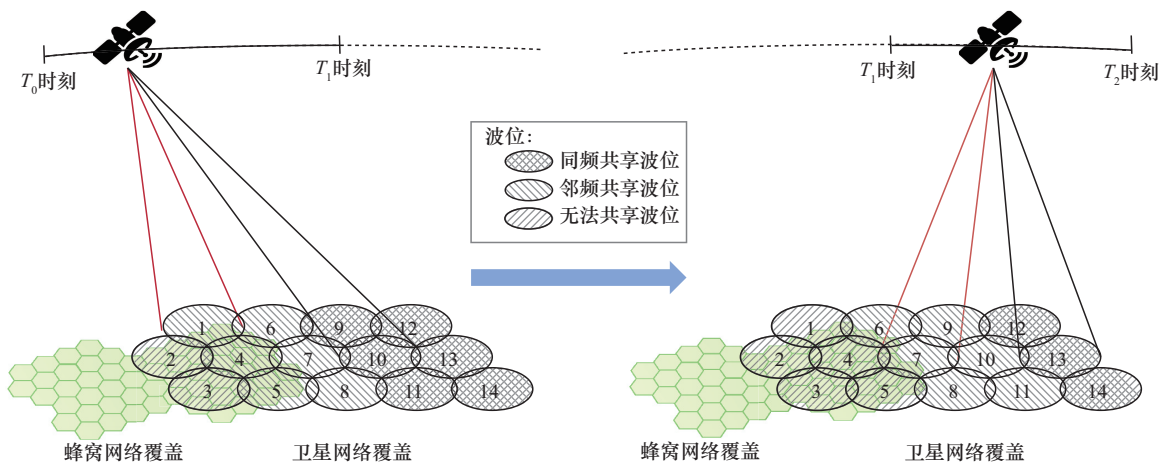 T0时刻
T1时刻
T1时刻
T2时刻
波位：
同频共享波位
邻频共享波位
无法共享波位
1 6 9 12
2 4 7 10 13
3 5 8 11 14
1 6 9 12
2 4 7 10 13
3 5 8 11 14
蜂窝网络覆盖
卫星网络覆盖
蜂窝网络覆盖
卫星网络覆盖